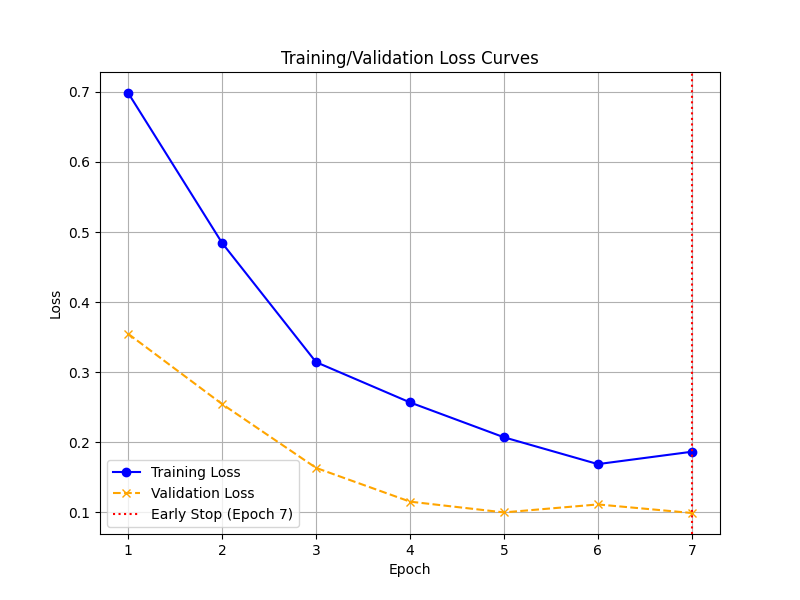 Training/Validation Loss Curves
Loss
0.7
0.6
0.5
0.4
0.3
0.2
0.1
Training Loss
Validation Loss
Early Stop (Epoch 7)
1 2 3 4 5 6 7
Epoch